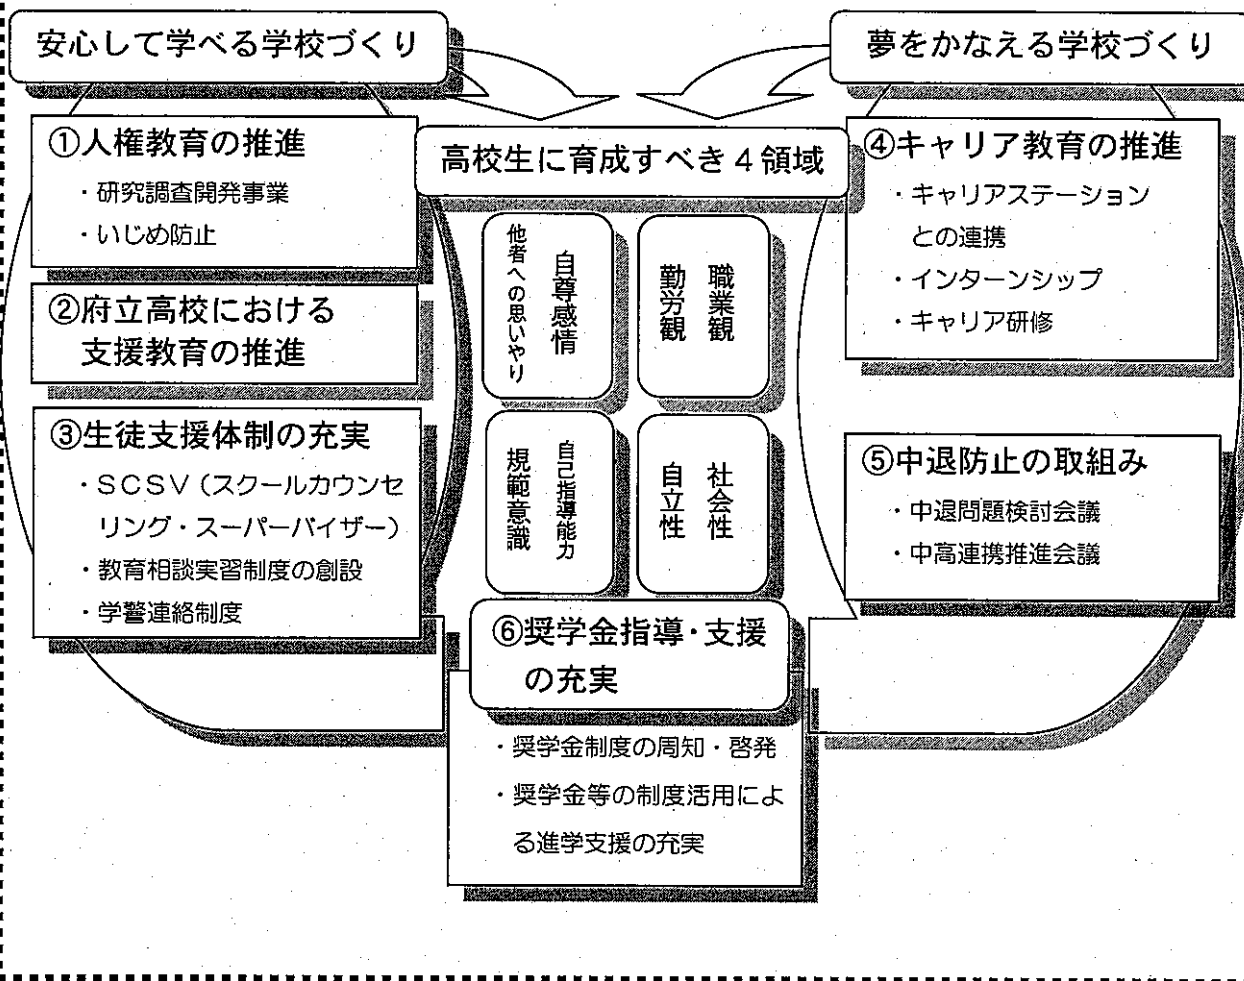 安心して学べる学校づくり
夢をかなえる学校づくり
①人権教育の推進
・研究調査開発事業
・いじめ防止
②府立高校における
支援教育の推進
③生徒支援体制の充実
・SCSV(スクールカウンセ
リング・スーパーバイザー)
・教育相談実習制度の創設
・学警連絡制度
高校生に育成すべき4領域
自尊感情
他者への思いやり
職業観
勤労観
自己指導能力
規範意識
社会性
自立性
④キャリア教育の推進
・キャリアステーション
との連携
・インターンシップ
・キャリア研修
⑤中退防止の取組み
・中退問題検討会議
・中高連携推進会議
⑥奨学金指導・支援
の充実
・奨学金制度の周知・啓発
・奨学金等の制度活用によ
る進学支援の充実